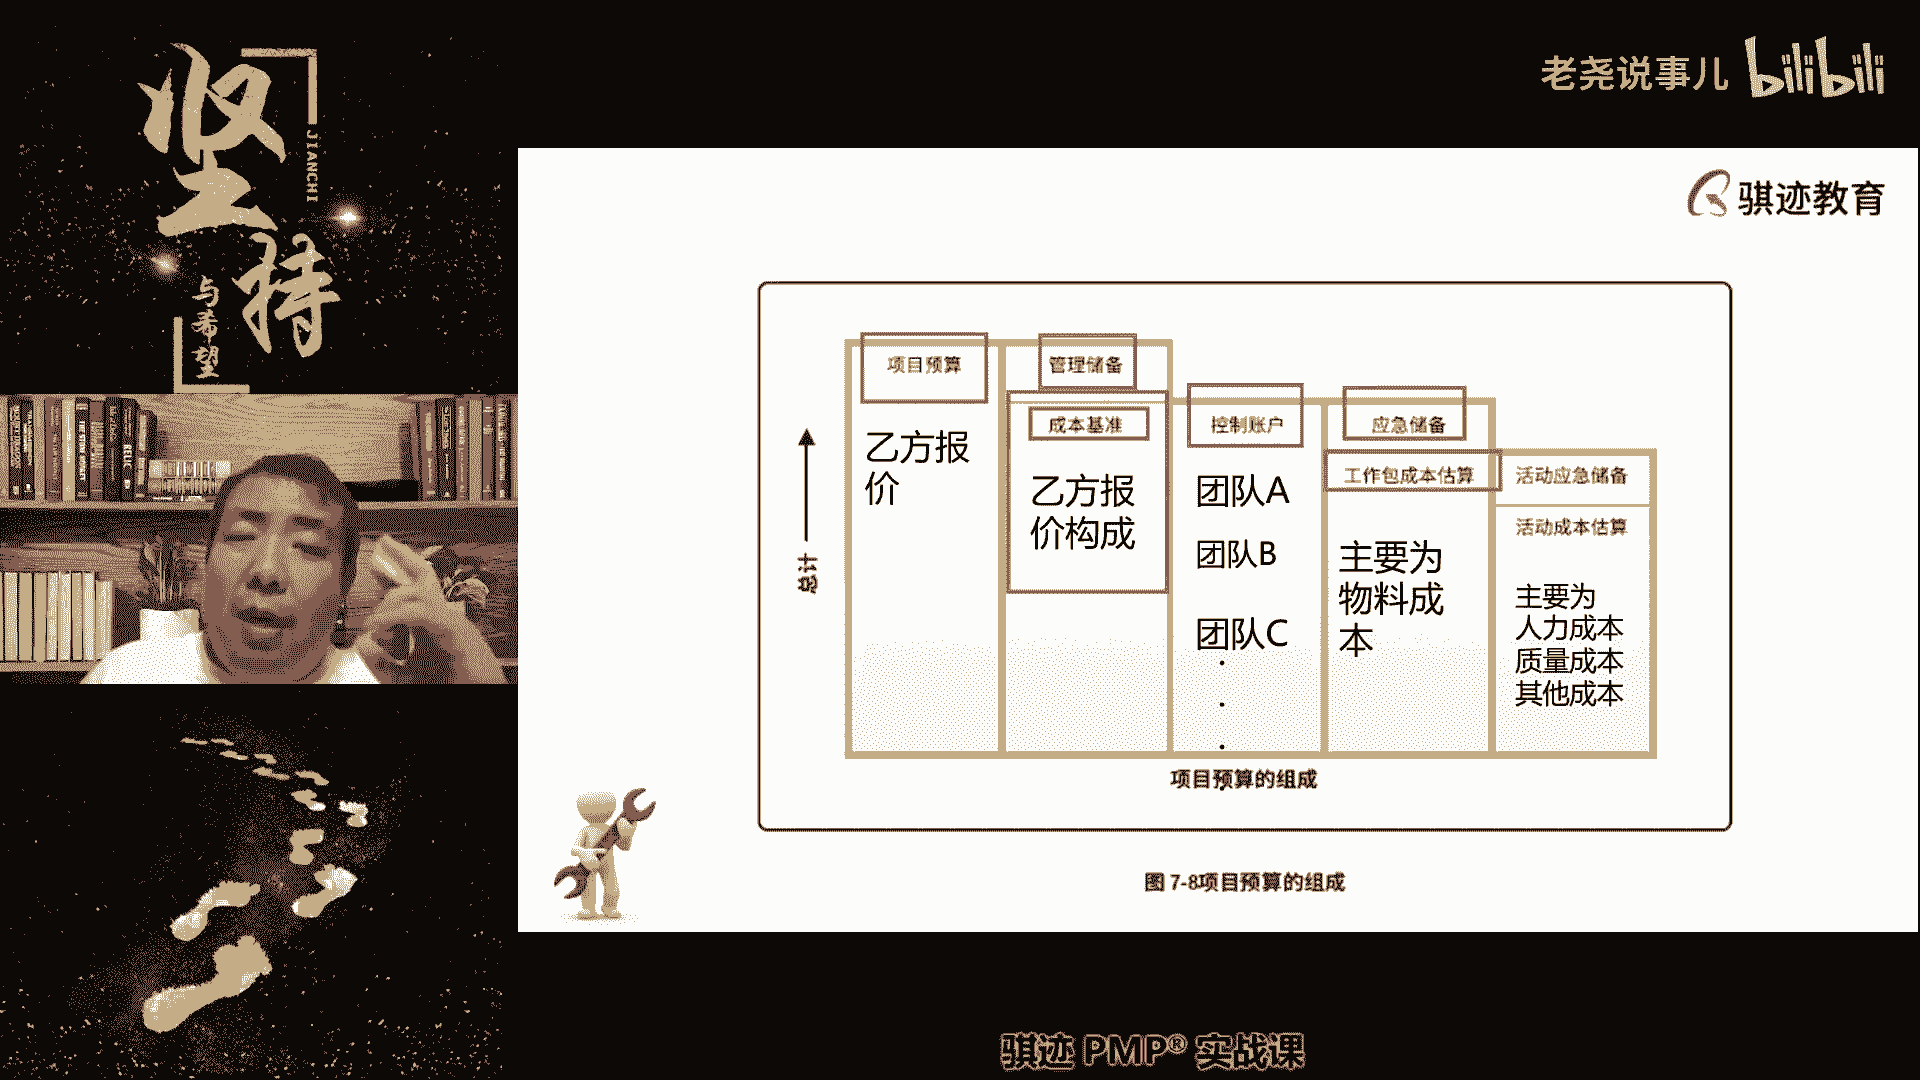 坚持
JIANCHI
与希望
老尧说事儿 bilibili
骐迹教育
项目预算
管理储备
成本基准
控制账户
应急储备
工作包成本估算
活动应急储备
活动成本估算
总计
乙方报
价
乙方报
价构成
团队A
团队B
团队C
主要为
物料成
本
主要为
人力成本
质量成本
其他成本
项目预算的组成
图 7-8项目预算的组成
骐迹 PMP® 实战课